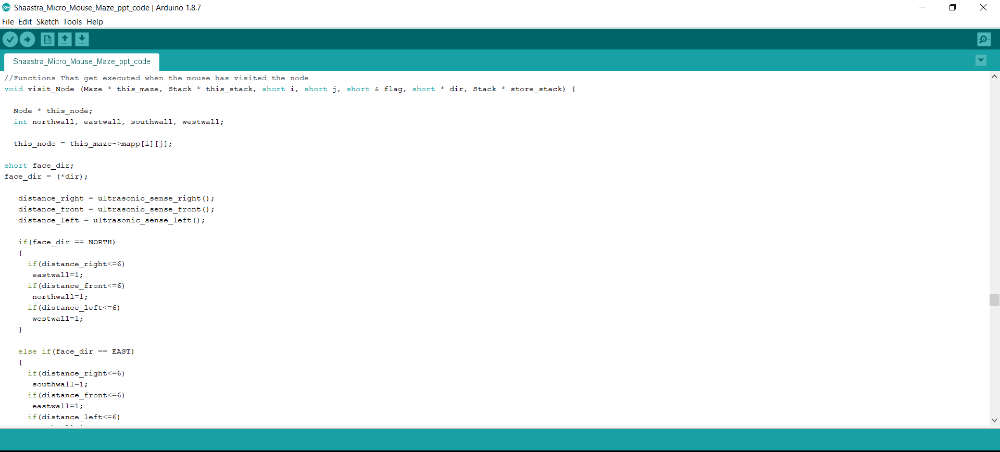 Shaastra_Micro_Mouse_Maze_ppt_code | Arduino 1.8.7
File Edit Sketch Tools Help
Shaastra_Micro_Mouse_Maze_ppt_code
//Functions That get executed when the mouse has visited the node
void visit_Node (Maze * this_maze, Stack * this_stack, short i, short j, short & flag, short * dir, Stack * store_stack) {
Node * this_node;
int northwall, eastwall, southwall, westwall;
this_node = this_maze->mapp[i][j];
short face_dir;
face_dir = (*dir);
distance_right = ultrasonic_sense_right();
distance_front = ultrasonic_sense_front();
distance_left = ultrasonic_sense_left();
if(face_dir == NORTH)
{
if(distance_right<=6)
eastwall=1;
if(distance_front<=6)
northwall=1;
if(distance_left<=6)
westwall=1;
}
else if(face_dir == EAST)
{
if(distance_right<=6)
southwall=1;
if(distance_front<=6)
eastwall=1;
if(distance_left<=6)